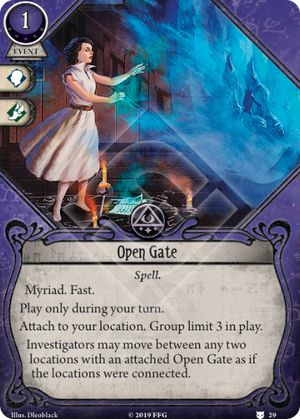 1
EVENT
Open Gate
Spell.
Myriad. Fast.
Play only during your turn.
Attach to your location. Group limit 3 in play.
Investigators may move between any two
locations with an attached Open Gate as if
the locations were connected.
Illus. Dleoblack
© 2019 FFG
29